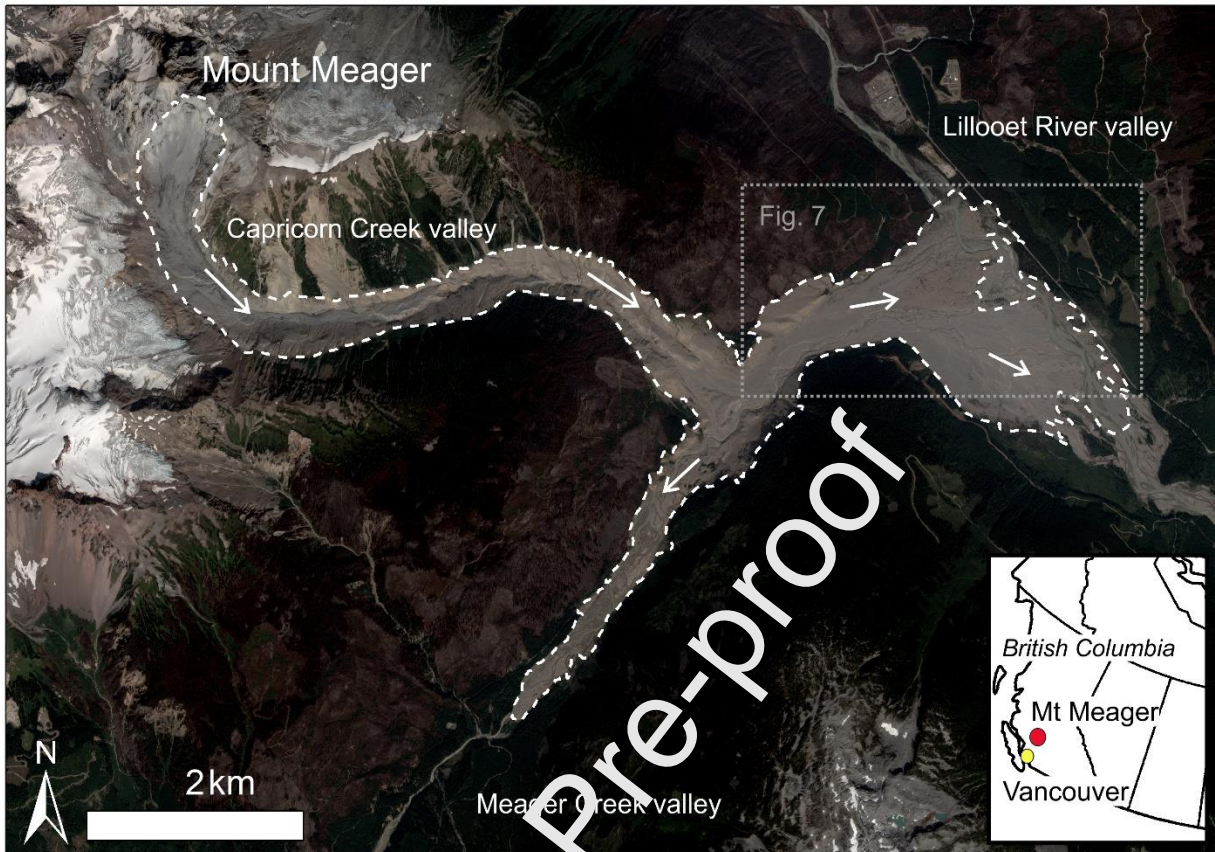 Mount Meager
Lillooet River valley
Fig. 7
Capricorn Creek valley
Pre-proof
British Columbia
Mt Meager
Vancouver
N
2 km
Meager Creek valley